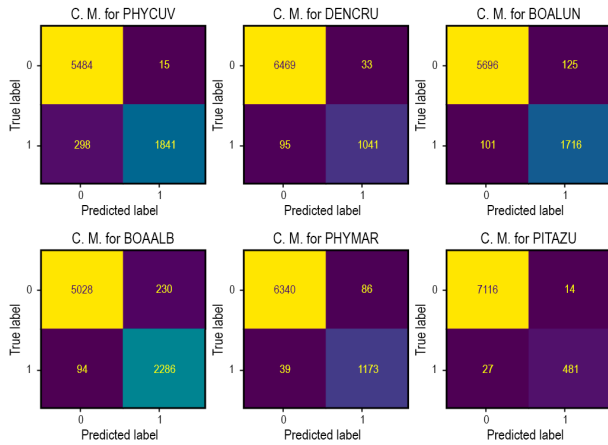 C. M. for PHYCUV
C. M. for DENCRU
C. M. for BOALUN
True label
0
5484
15
1
298
1841
0
1
Predicted label
True label
0
6469
33
1
95
1041
0
1
Predicted label
True label
0
5696
125
1
101
1716
0
1
Predicted label
C. M. for BOAALB
C. M. for PHYMAR
C. M. for PITAZU
True label
0
5028
230
1
94
2286
0
1
Predicted label
True label
0
6340
86
1
39
1173
0
1
Predicted label
True label
0
7116
14
1
27
481
0
1
Predicted label